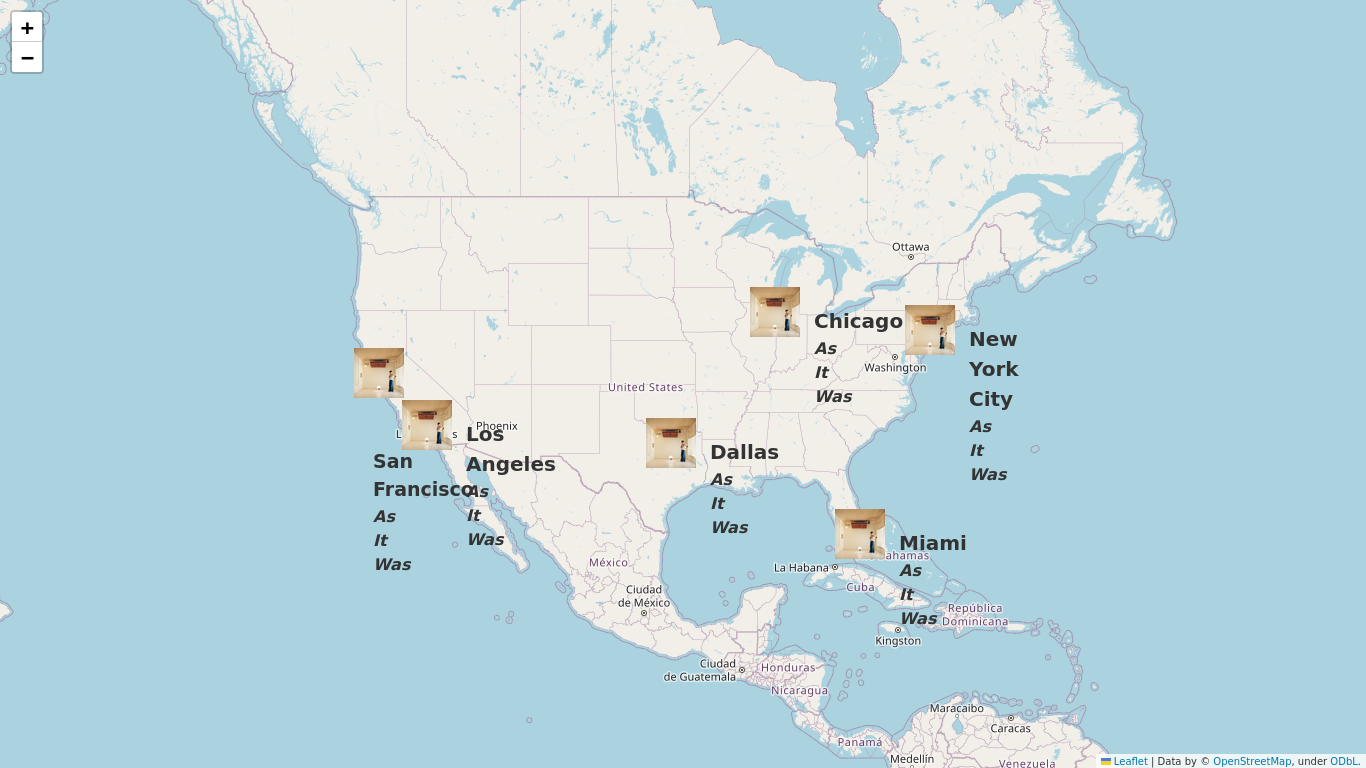 +
−
Ottawa
Chicago
As
It
Was
New
York
City
As
It
Was
Washington
United States
Phoenix
L
s
Los
Angeles
As
It
Was
San
Francisco
As
It
Was
Dallas
As
It
Was
Miami
As
It
Was
ahamas
La Habana
Cuba
México
Ciudad
de México
República
Dominicana
Kingston
Ciudad
de Guatemala
Honduras
Nicaragua
Maracaibo
Caracas
Panamá
Medellín
Venezuela
Leaflet | Data by © OpenStreetMap, under ODbL.